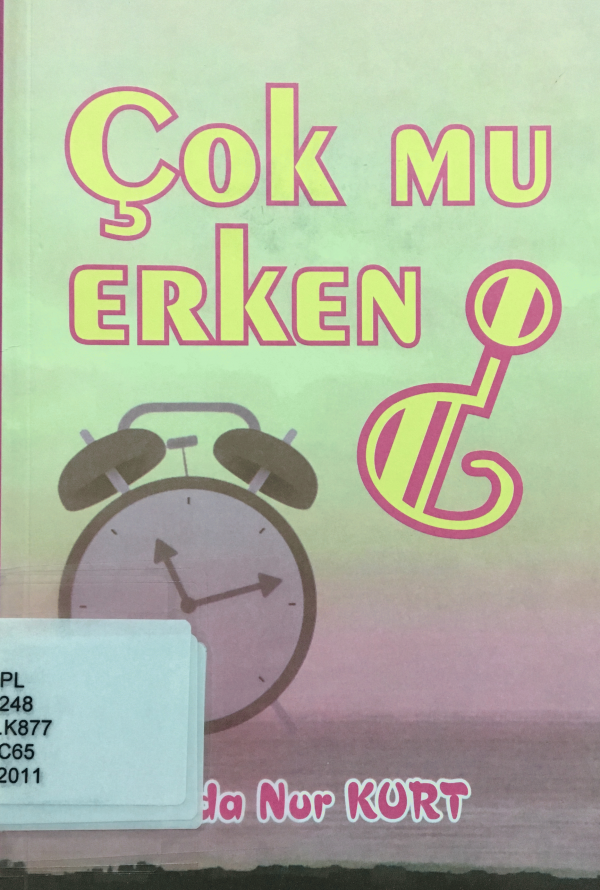 Çok MU
ERKEN ¿
PL
248
.K877
C65
2011
Nur KURT